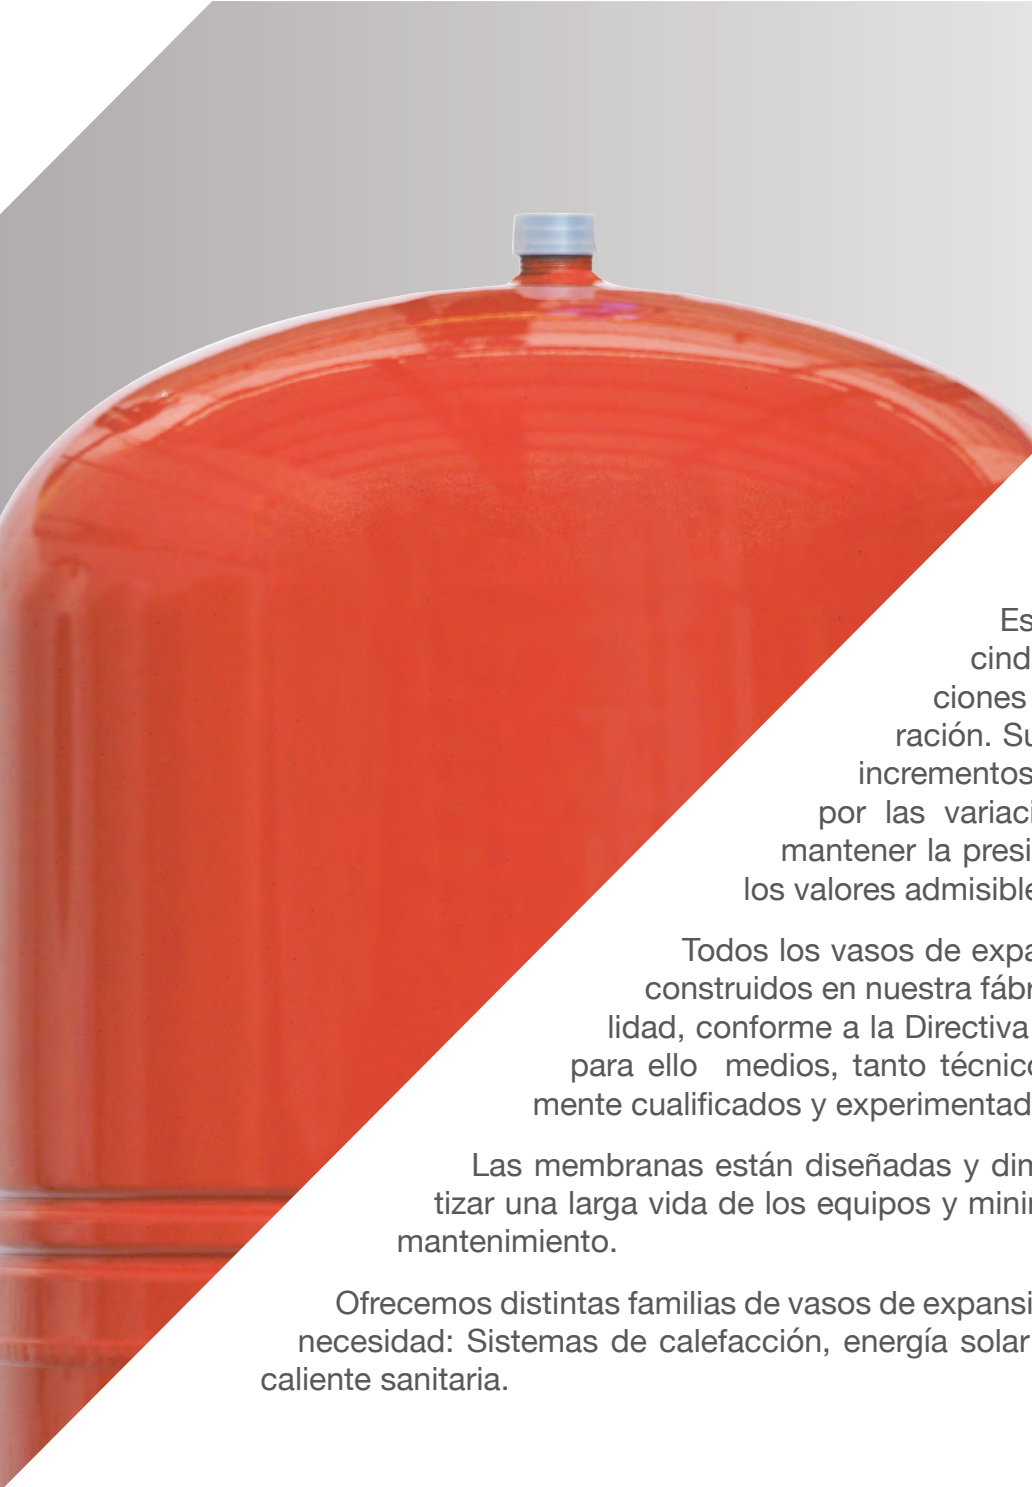 Es
cind
ciones
ración. Su
incrementos
por las variaci
mantener la presi
los valores admisible
Todos los vasos de expa
construidos en nuestra fábr
lidad, conforme a la Directiva
para ello medios, tanto técnico
mente cualificados y experimentad
Las membranas están diseñadas y dim
tizar una larga vida de los equipos y minim
mantenimiento.
Ofrecemos distintas familias de vasos de expansi
necesidad: Sistemas de calefacción, energía solar
caliente sanitaria.